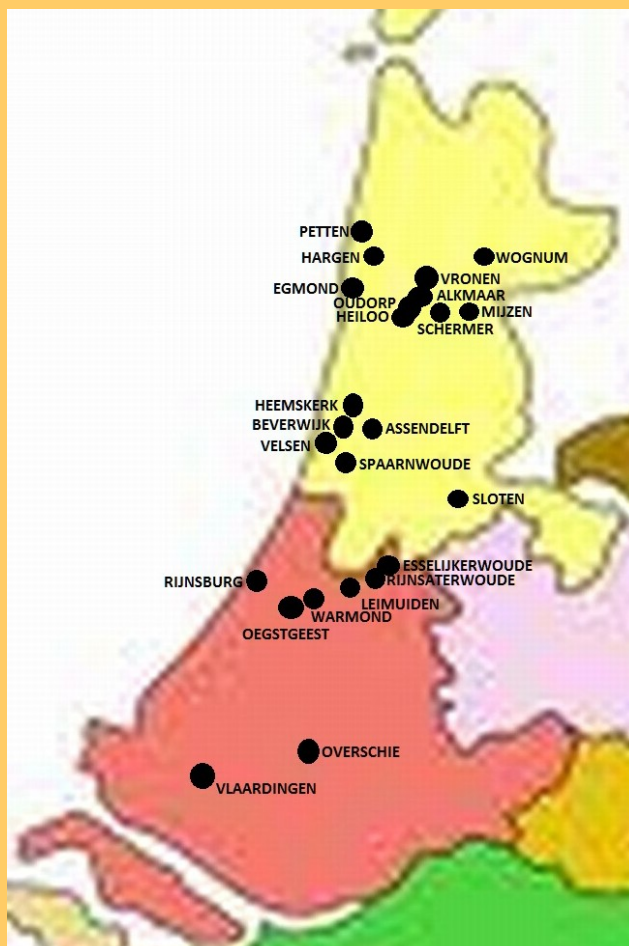 PETTEN
HARGEN
WOGNUM
VRONEN
EGMOND
ALKMAAR
OUDORP
MIJZEN
HEILOO
SCHERMER
HEEMSKERK
BEVERWIJK
ASSENDELFT
VELSEN
SPAARNWOUDE
SLOTEN
ESSELIJKERWOUDE
RIJNSBURG
RIJNSATERWOUDE
LEIMUIDEN
WARMOND
OEGSTGEEST
OVERSCHIE
VLAARDINGEN